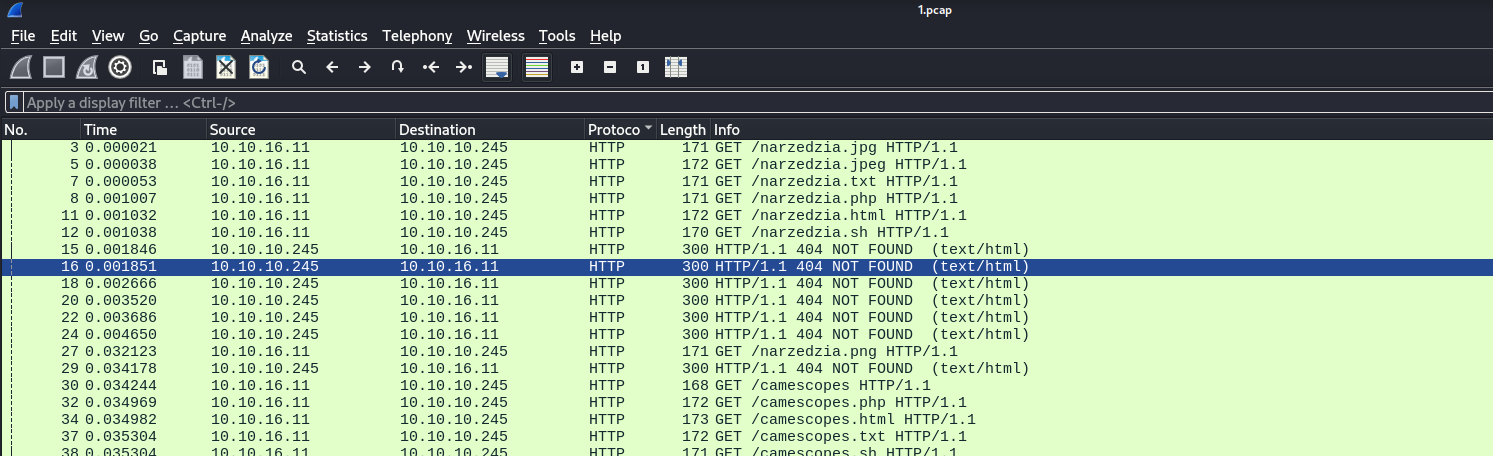 1.pcap
File Edit View Go Capture Analyze Statistics Telephony Wireless Tools Help
Apply a display filter … <Ctrl-/>
No. Time Source Destination Protoco Length Info
3 0.000021 10.10.16.11 10.10.10.245 HTTP 171 GET /narzedzia.jpg HTTP/1.1
5 0.000038 10.10.16.11 10.10.10.245 HTTP 172 GET /narzedzia.jpeg HTTP/1.1
7 0.000053 10.10.16.11 10.10.10.245 HTTP 171 GET /narzedzia.txt HTTP/1.1
8 0.001007 10.10.16.11 10.10.10.245 HTTP 171 GET /narzedzia.php HTTP/1.1
11 0.001032 10.10.16.11 10.10.10.245 HTTP 172 GET /narzedzia.html HTTP/1.1
12 0.001038 10.10.16.11 10.10.10.245 HTTP 170 GET /narzedzia.sh HTTP/1.1
15 0.001846 10.10.10.245 10.10.16.11 HTTP 300 HTTP/1.1 404 NOT FOUND (text/html)
16 0.001851 10.10.10.245 10.10.16.11 HTTP 300 HTTP/1.1 404 NOT FOUND (text/html)
18 0.002666 10.10.10.245 10.10.16.11 HTTP 300 HTTP/1.1 404 NOT FOUND (text/html)
20 0.003520 10.10.10.245 10.10.16.11 HTTP 300 HTTP/1.1 404 NOT FOUND (text/html)
22 0.003686 10.10.10.245 10.10.16.11 HTTP 300 HTTP/1.1 404 NOT FOUND (text/html)
24 0.004650 10.10.10.245 10.10.16.11 HTTP 300 HTTP/1.1 404 NOT FOUND (text/html)
27 0.032123 10.10.16.11 10.10.10.245 HTTP 171 GET /narzedzia.png HTTP/1.1
29 0.034178 10.10.10.245 10.10.16.11 HTTP 300 HTTP/1.1 404 NOT FOUND (text/html)
30 0.034244 10.10.16.11 10.10.10.245 HTTP 168 GET /camescopes HTTP/1.1
32 0.034969 10.10.16.11 10.10.10.245 HTTP 172 GET /camescopes.php HTTP/1.1
34 0.034982 10.10.16.11 10.10.10.245 HTTP 173 GET /camescopes.html HTTP/1.1
37 0.035304 10.10.16.11 10.10.10.245 HTTP 172 GET /camescopes.txt HTTP/1.1
38 0.035304 10.10.16.11 10.10.10.245 HTTP 171 GET /camescopes.sh HTTP/1.1